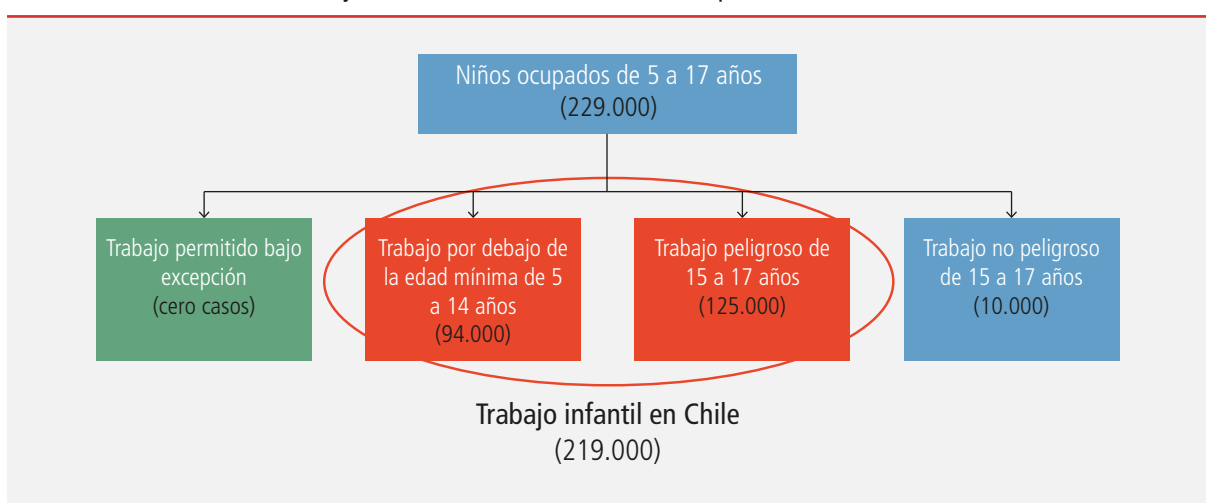 Niños ocupados de 5 a 17 años
(229.000)
Trabajo permitido bajo
excepción
(cero casos)
Trabajo por debajo de
la edad mínima de 5
a 14 años
(94.000)
Trabajo peligroso de
15 a 17 años
(125.000)
Trabajo no peligroso
de 15 a 17 años
(10.000)
Trabajo infantil en Chile
(219.000)